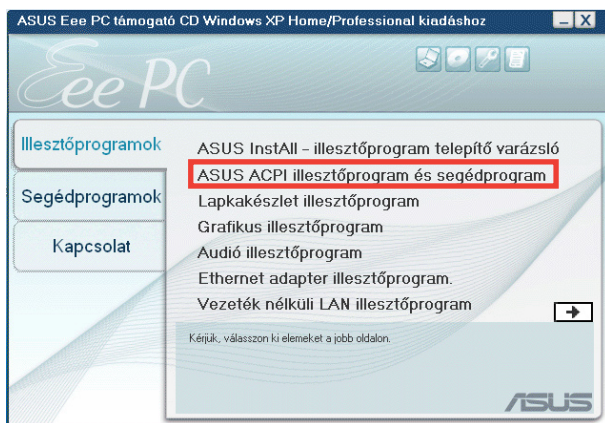 ASUS Eee PC támogató CD Windows XP Home/Professional kiadáshoz
Eee PC
Illesztőprogramok
Segédprogramok
Kapcsolat
ASUS InstAll – illesztőprogram telepítő varázsló
ASUS ACPI illesztőprogram és segédprogram
Lapkakészlet illesztőprogram
Grafikus illesztőprogram
Audió illesztőprogram
Ethernet adapter illesztőprogram.
Vezeték nélküli LAN illesztőprogram
Kérjük, válasszon ki elemeket a jobb oldalon.
ASUS